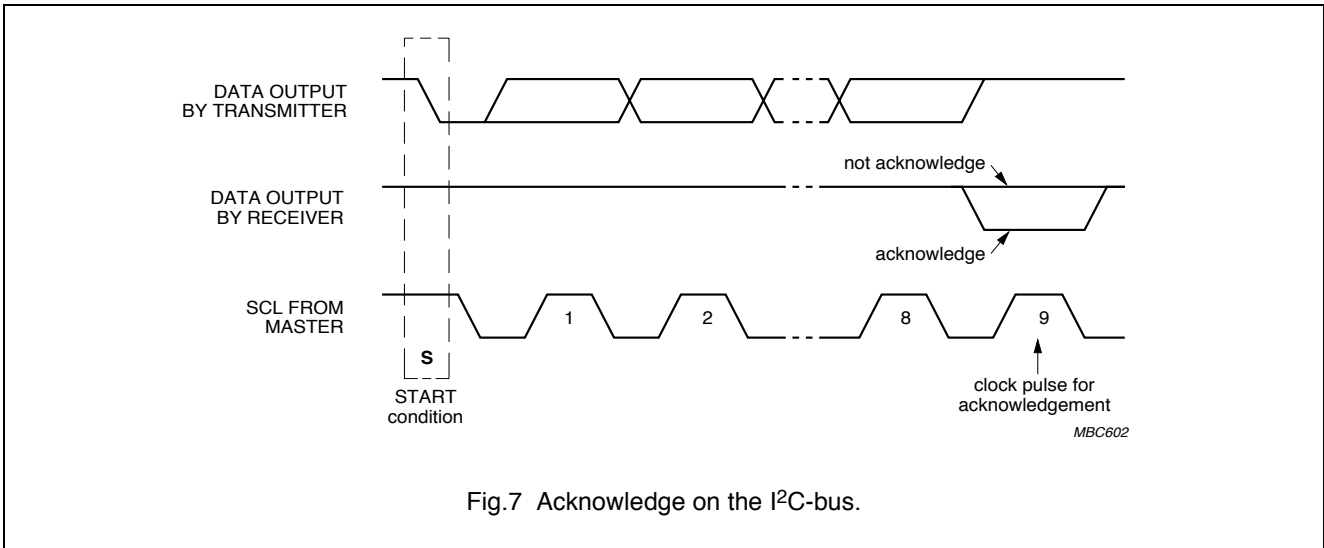 DATA OUTPUT
BY TRANSMITTER
not acknowledge
DATA OUTPUT
BY RECEIVER
acknowledge
SCL FROM
MASTER
1
2
8
9
S
START
condition
clock pulse for
acknowledgement
MBC602
Fig.7 Acknowledge on the I²C-bus.